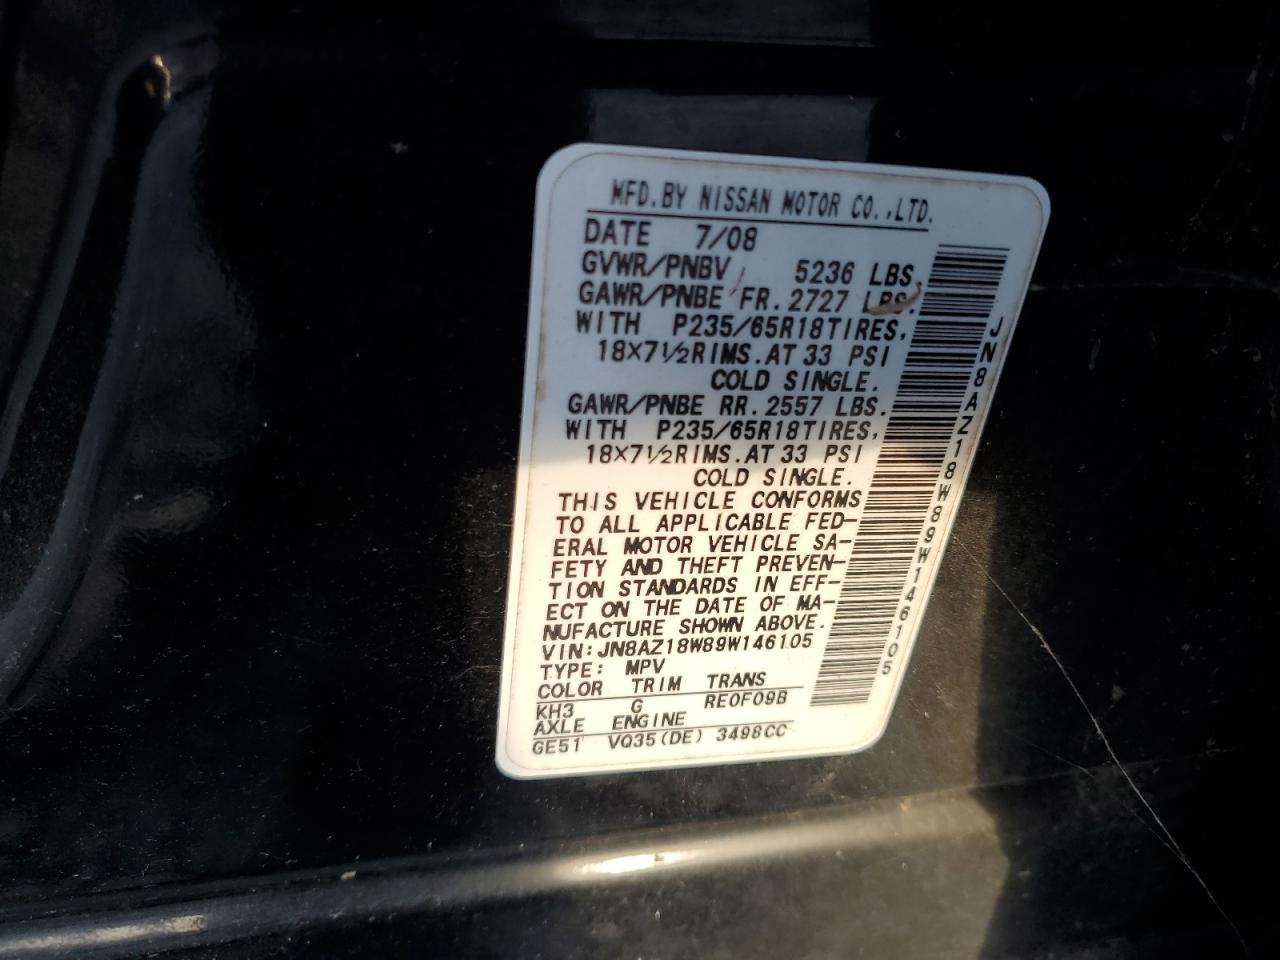 MFD.BY NISSAN MOTOR CO.,LTD.
DATE 7/08
GVWR/PNBV 5236 LBS.
GAWR/PNBE FR. 2727 LBS.
WITH P235/65R18TIRES,
18×7½RIMS.AT 33 PSI
COLD SINGLE.
GAWR/PNBE RR. 2557 LBS.
WITH P235/65R18TIRES,
18×7½RIMS.AT 33 PSI
COLD SINGLE.
THIS VEHICLE CONFORMS
TO ALL APPLICABLE FED-
ERAL MOTOR VEHICLE SA-
FETY AND THEFT PREVEN-
TION STANDARDS IN EFF-
ECT ON THE DATE OF MA-
NUFACTURE SHOWN ABOVE.
VIN:JN8AZ18W89W146105
TYPE: MPV
COLOR TRIM TRANS
KH3 G RE0F09B
AXLE ENGINE
GE51 VQ35(DE) 3498CC
JN8AZ18W89W146105